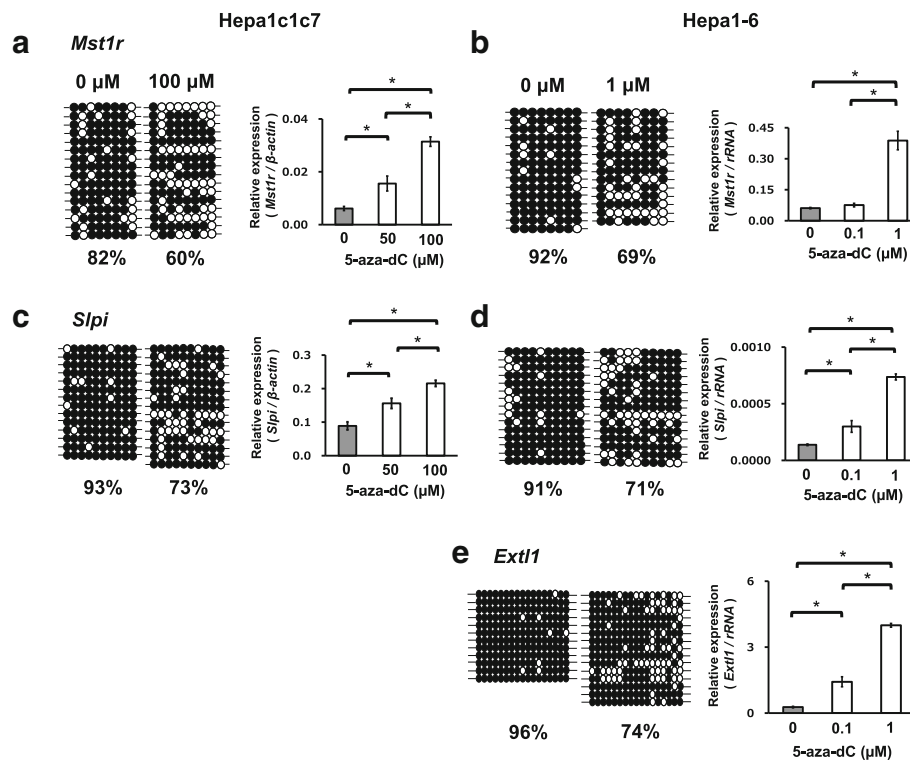 Hepa1c1c7
Hepa1-6
a
Mst1r
0 µM
100 µM
82%
60%
Relative expression
( Mst1r / β-actin )
0.04
0.02
0.00
*
*
*
0
50
100
5-aza-dC (µM)
b
0 µM
1 µM
92%
69%
Relative expression
( Mst1r / rRNA )
0.45
0.30
0.15
0.00
*
*
0
0.1
1
5-aza-dC (µM)
c
Slpi
93%
73%
Relative expression
( Slpi / β-actin )
0.3
0.2
0.1
0.0
*
*
*
0
50
100
5-aza-dC (µM)
d
91%
71%
Relative expression
( Slpi / rRNA )
0.0010
0.0005
0.0000
*
*
*
0
0.1
1
5-aza-dC (µM)
e
Extl1
96%
74%
Relative expression
( Extl1 / rRNA )
6
3
0
*
*
*
0
0.1
1
5-aza-dC (µM)